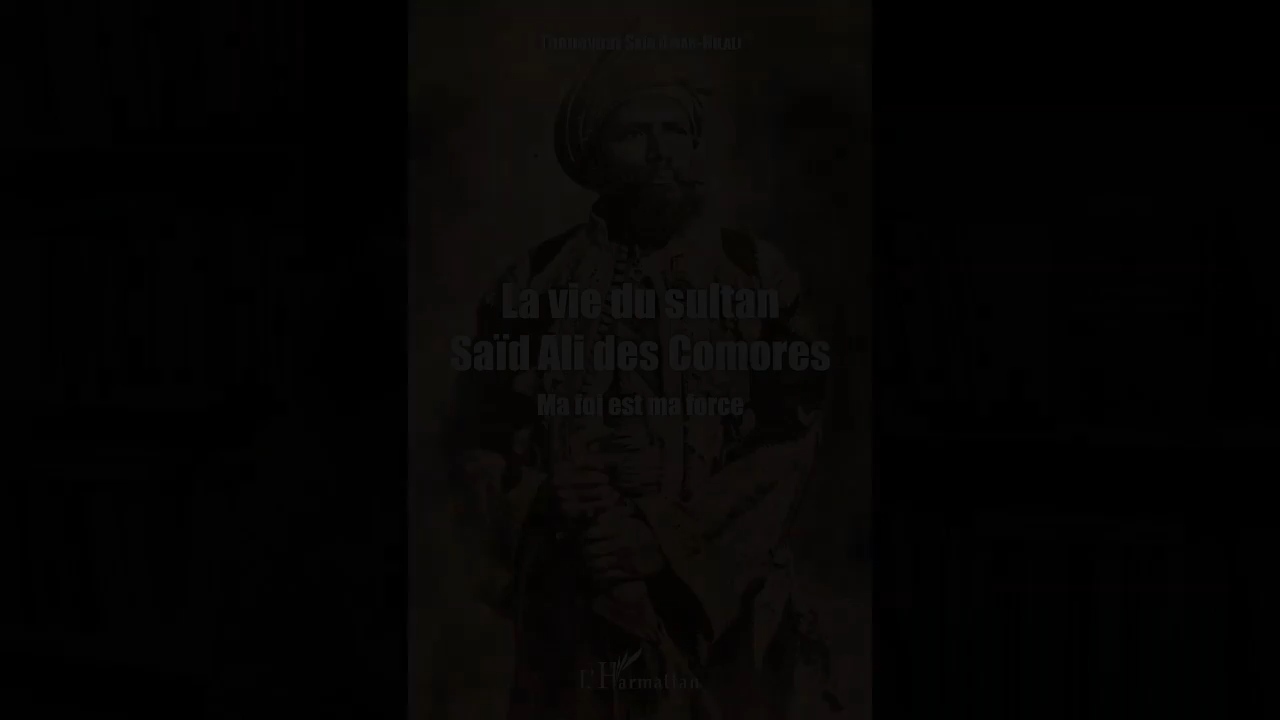 La vie du sultan
Saïd Ali des Comores
Ma foi est ma force
L'Harmattan